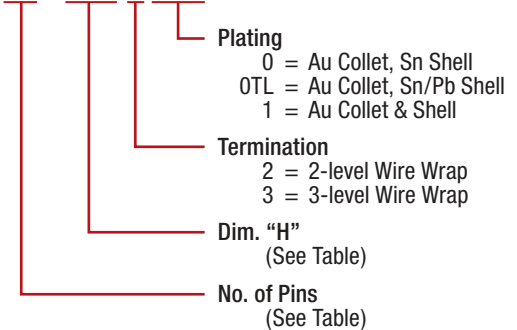 Plating
0 = Au Collet, Sn Shell
0TL = Au Collet, Sn/Pb Shell
1 = Au Collet & Shell
Termination
2 = 2-level Wire Wrap
3 = 3-level Wire Wrap
Dim. “H”
(See Table)
No. of Pins
(See Table)